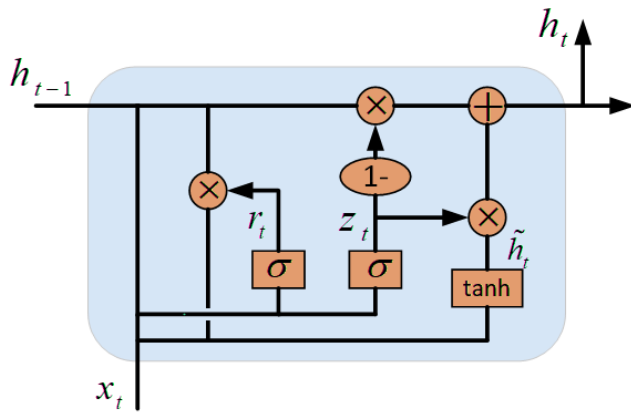 h_t
h_{t-1}
× +
1-
×
r_t z_t ×
h̃_t
σ σ
tanh
x_t